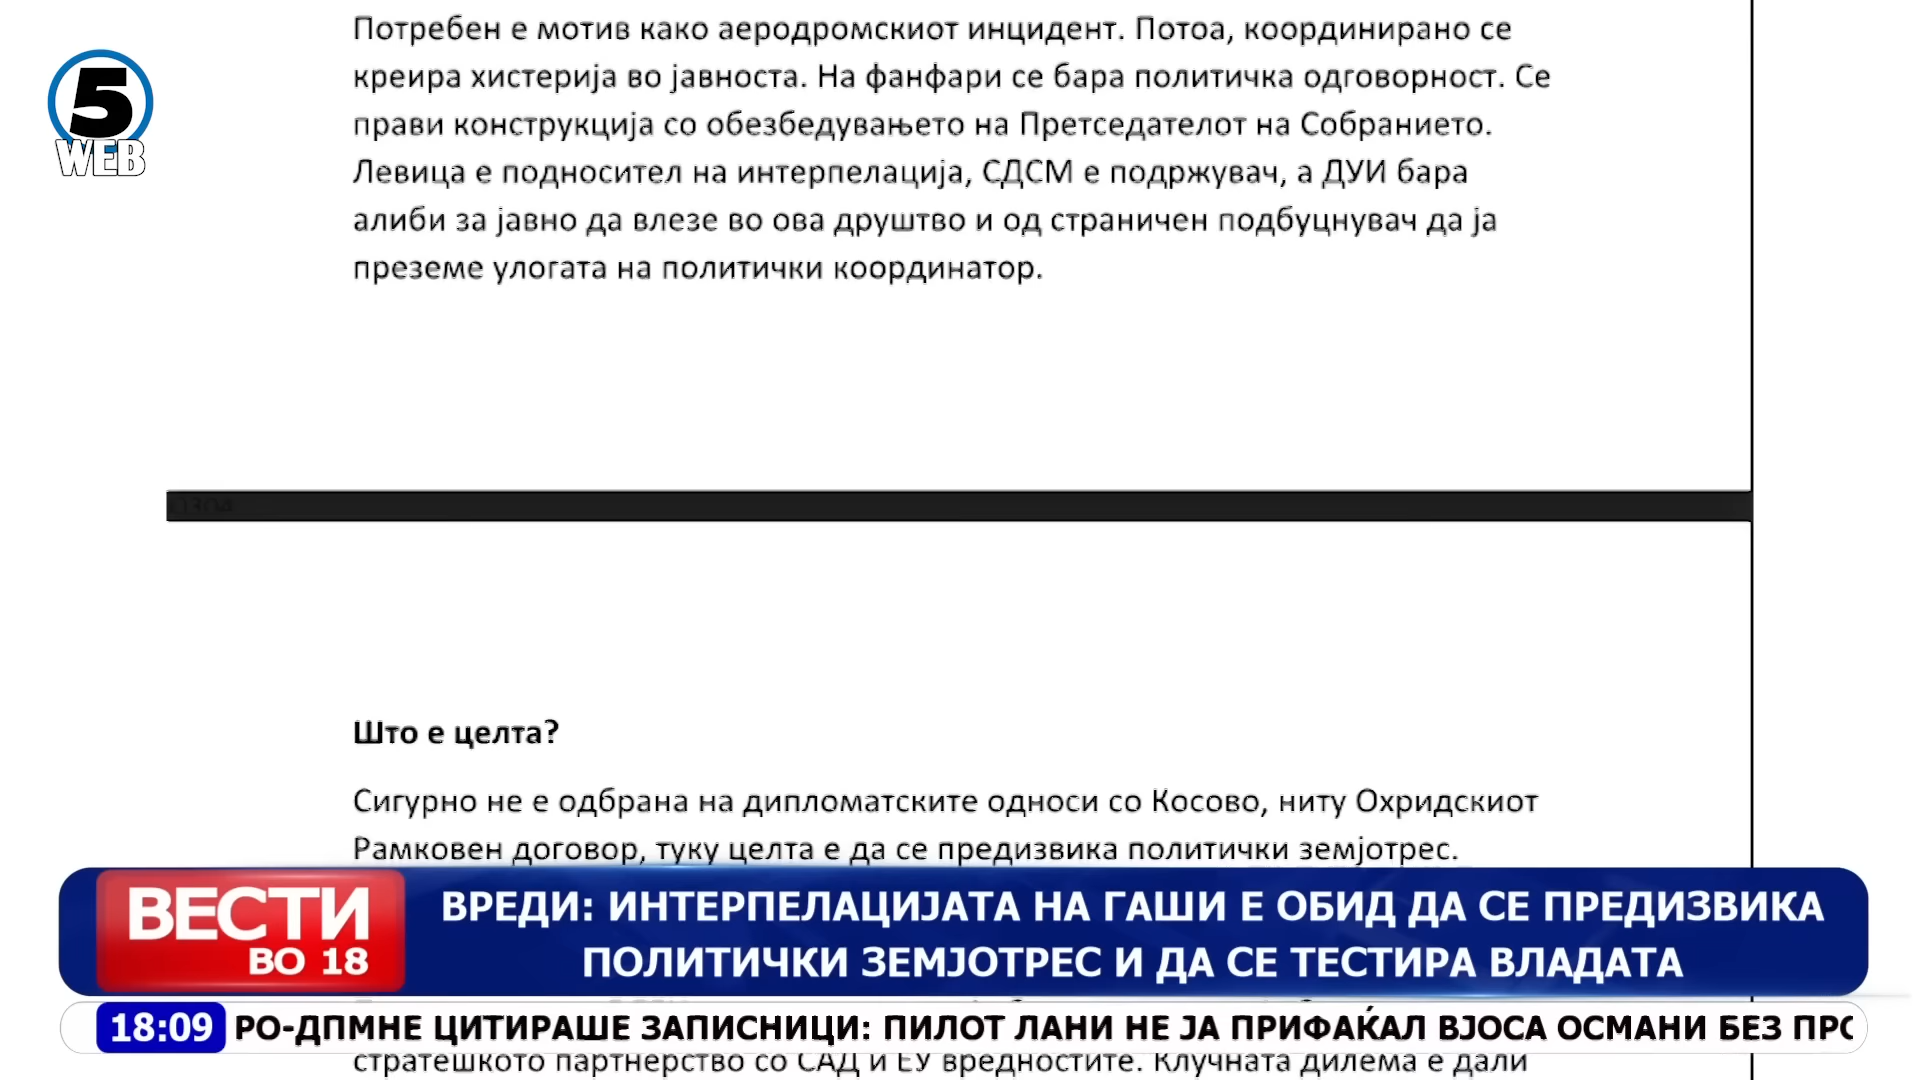 Потребен е мотив како аеродромскиот инцидент. Потоа, координирано се
креира хистерија во јавноста. На фанфари се бара политичка одговорност. Се
прави конструкција со обезбедувањето на Претседателот на Собранието.
Левица е подносител на интерпелација, СДСМ е подржувач, а ДУИ бара
алиби за јавно да влезе во ова друштво и од страничен подбуцнувач да ја
преземе улогата на политички координатор.
5
WEB
Што е целта?
Сигурно не е одбрана на дипломатските односи со Косово, ниту Охридскиот
Рамковен договор, туку целта е да се предизвика политички земјотрес.
ВЕСТИ
ВО 18
ВРЕДИ: ИНТЕРПЕЛАЦИЈАТА НА ГАШИ Е ОБИД ДА СЕ ПРЕДИЗВИКА
ПОЛИТИЧКИ ЗЕМЈОТРЕС И ДА СЕ ТЕСТИРА ВЛАДАТА
18:09 РО-ДПМНЕ ЦИТИРАШЕ ЗАПИСНИЦИ: ПИЛОТ ЛАНИ НЕ ЈА ПРИФАЌАЛ ВЈОСА ОСМАНИ БЕЗ ПРО
стратешкото партнерство со САД и ЕУ вредностите. Клучната дилема е дали